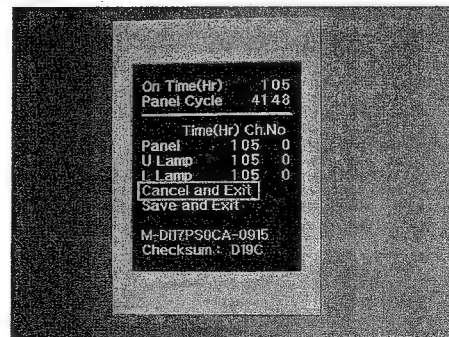 On Time(Hr) 105
Panel Cycle 4148
Time(Hr) Ch.No
Panel 105 0
U Lamp 105 0
L Lamp 105 0
Cancel and Exit
Save and Exit
M-Di17PS0CA-0915
Checksum : D19C